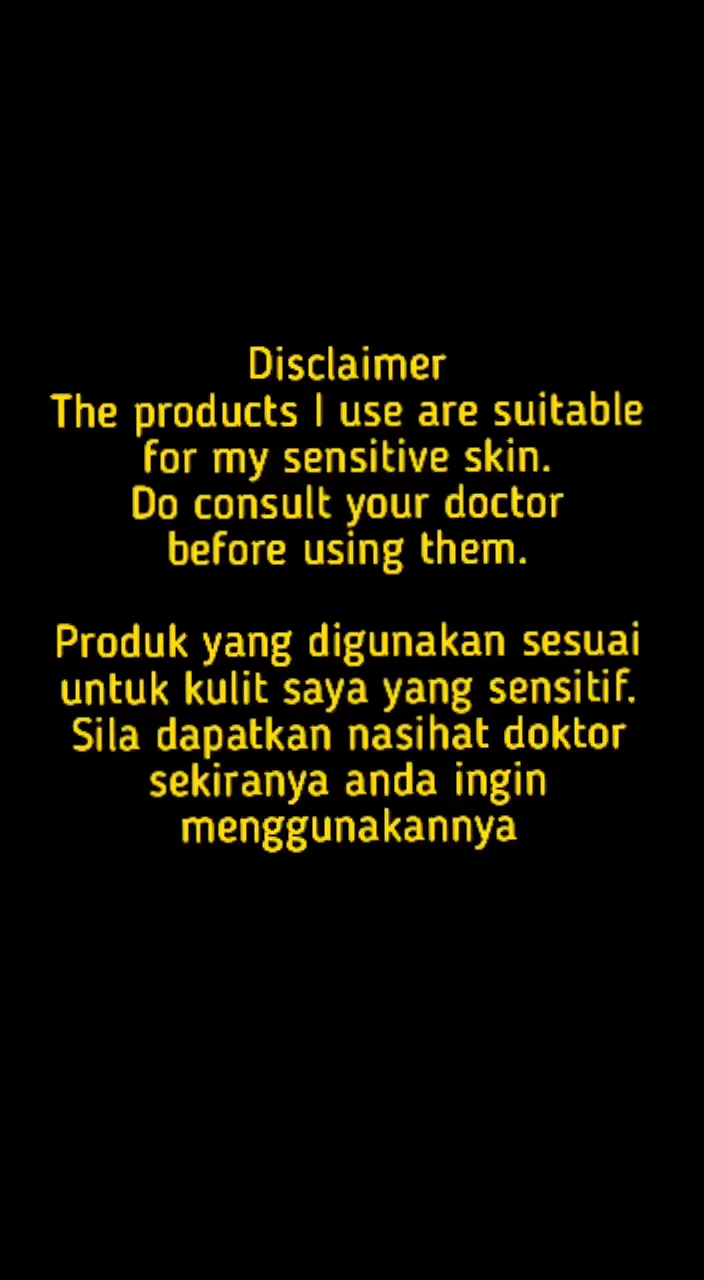 Disclaimer
The products I use are suitable
for my sensitive skin.
Do consult your doctor
before using them.
Produk yang digunakan sesuai
untuk kulit saya yang sensitif.
Sila dapatkan nasihat doktor
sekiranya anda ingin
menggunakannya